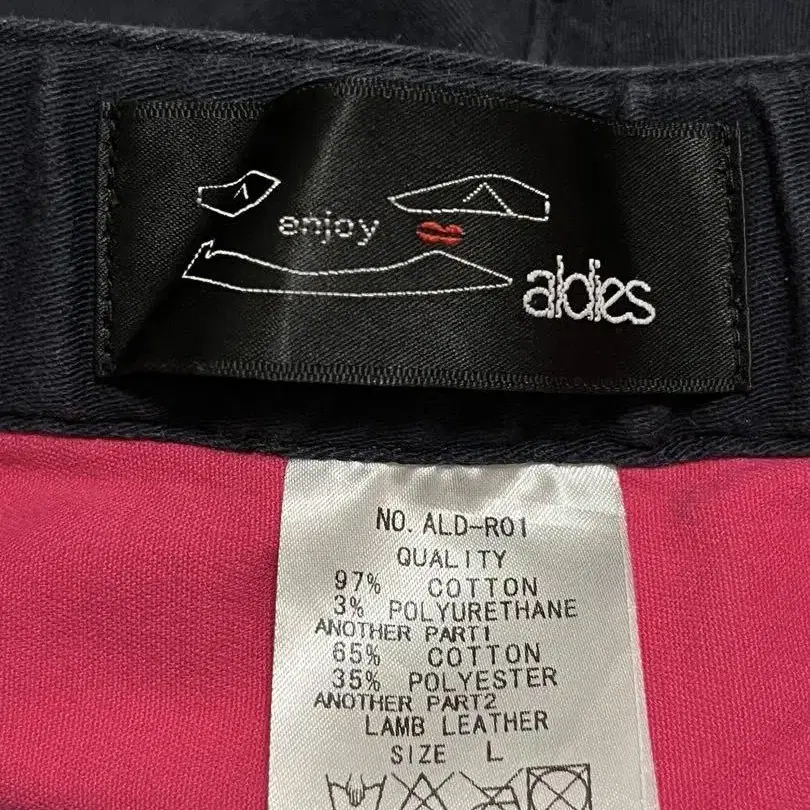 enjoy
aldies
NO. ALD-R01
QUALITY
97% COTTON
3% POLYURETHANE
ANOTHER PART1
65% COTTON
35% POLYESTER
ANOTHER PART2
LAMB LEATHER
SIZE L